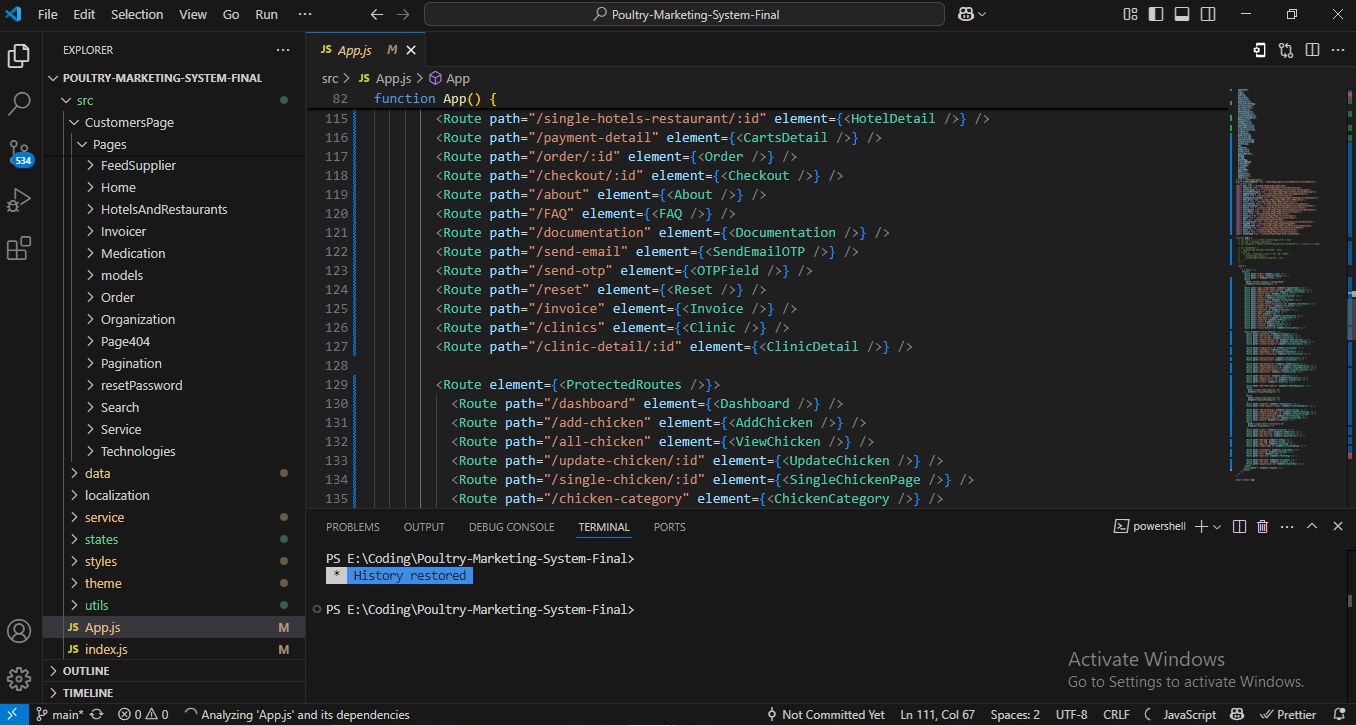 File Edit Selection View Go Run ··· Poultry-Marketing-System-Final
EXPLORER
POULTRY-MARKETING-SYSTEM-FINAL
src
CustomersPage
Pages
FeedSupplier
Home
HotelsAndRestaurants
Invoicer
Medication
models
Order
Organization
Page404
Pagination
resetPassword
Search
Service
Technologies
data
localization
service
states
styles
theme
utils
JS App.js M
JS index.js M
OUTLINE
TIMELINE
534
JS App.js M
src > JS App.js > App
82 function App() {
115 <Route path="/single-hotels-restaurant/:id" element={<HotelDetail />} />
116 <Route path="/payment-detail" element={<CartsDetail />} />
117 <Route path="/order/:id" element={<Order />} />
118 <Route path="/checkout/:id" element={<Checkout />} />
119 <Route path="/about" element={<About />} />
120 <Route path="/FAQ" element={<FAQ />} />
121 <Route path="/documentation" element={<Documentation />} />
122 <Route path="/send-email" element={<SendEmailOTP />} />
123 <Route path="/send-otp" element={<OTPField />} />
124 <Route path="/reset" element={<Reset />} />
125 <Route path="/invoice" element={<Invoice />} />
126 <Route path="/clinics" element={<Clinic />} />
127 <Route path="/clinic-detail/:id" element={<ClinicDetail />} />
128
129 <Route element={<ProtectedRoutes />}>
130 <Route path="/dashboard" element={<Dashboard />} />
131 <Route path="/add-chicken" element={<AddChicken />} />
132 <Route path="/all-chicken" element={<ViewChicken />} />
133 <Route path="/update-chicken/:id" element={<UpdateChicken />} />
134 <Route path="/single-chicken/:id" element={<SingleChickenPage />} />
135 <Route path="/chicken-category" element={<ChickenCategory />} />
PROBLEMS OUTPUT DEBUG CONSOLE TERMINAL PORTS powershell
PS E:\Coding\Poultry-Marketing-System-Final>
* History restored
PS E:\Coding\Poultry-Marketing-System-Final>
Activate Windows
Go to Settings to activate Windows.
main* 0 0 Analyzing 'App.js' and its dependencies Not Committed Yet Ln 111, Col 67 Spaces: 2 UTF-8 CRLF JavaScript Prettier